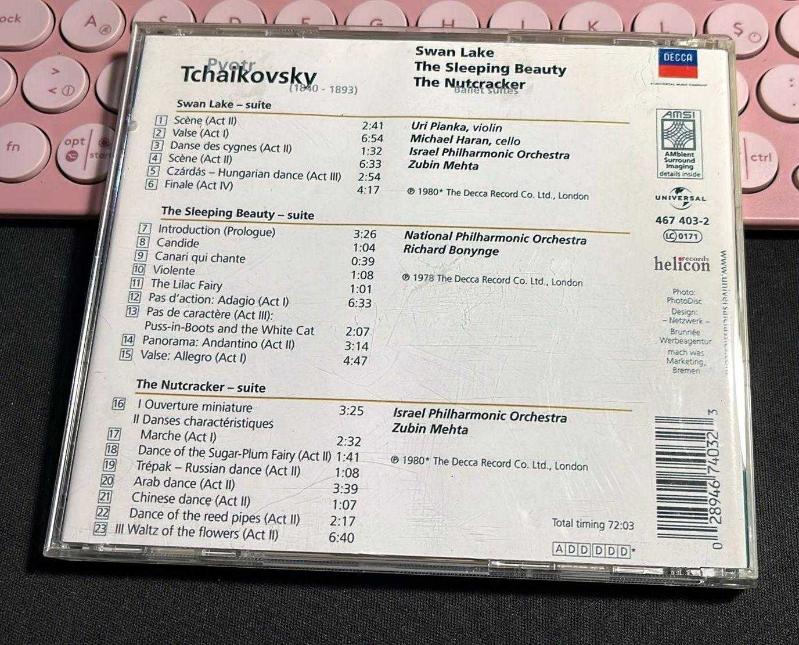 ock
A
G
H
J
K
L
Ş
fn
opt
start
ctrl
Pyotr
Tchaikovsky
(1840 - 1893)
Swan Lake
The Sleeping Beauty
The Nutcracker
Ballet suites
DECCA
Swan Lake – suite
1 Scène (Act II) 2:41
2 Valse (Act I) 6:54
3 Danse des cygnes (Act II) 1:32
4 Scène (Act II) 6:33
5 Czárdás – Hungarian dance (Act III) 2:54
6 Finale (Act IV) 4:17
Uri Pianka, violin
Michael Haran, cello
Israel Philharmonic Orchestra
Zubin Mehta
℗ 1980* The Decca Record Co. Ltd., London
The Sleeping Beauty – suite
7 Introduction (Prologue) 3:26
8 Candide 1:04
9 Canari qui chante 0:39
10 Violente 1:08
11 The Lilac Fairy 1:01
12 Pas d'action: Adagio (Act I) 6:33
13 Pas de caractère (Act III):
Puss-in-Boots and the White Cat 2:07
14 Panorama: Andantino (Act II) 3:14
15 Valse: Allegro (Act I) 4:47
National Philharmonic Orchestra
Richard Bonynge
℗ 1978 The Decca Record Co. Ltd., London
The Nutcracker – suite
16 I Ouverture miniature 3:25
II Danses charactéristiques
17 Marche (Act I) 2:32
18 Dance of the Sugar-Plum Fairy (Act II) 1:41
19 Trépak – Russian dance (Act II) 1:08
20 Arab dance (Act II) 3:39
21 Chinese dance (Act II) 1:07
22 Dance of the reed pipes (Act II) 2:17
23 III Waltz of the flowers (Act II) 6:40
Israel Philharmonic Orchestra
Zubin Mehta
℗ 1980* The Decca Record Co. Ltd., London
Total timing 72:03
ADDDDD*
AMSI
AMbient
Surround
Imaging
details inside
UNIVERSAL
467 403-2
LC 0171
helicon records
Photo:
PhotoDisc
Design:
– Netzwerk –
Brunnée
Werbeagentur
mach was
Marketing,
Bremen
0 28946 74032 3